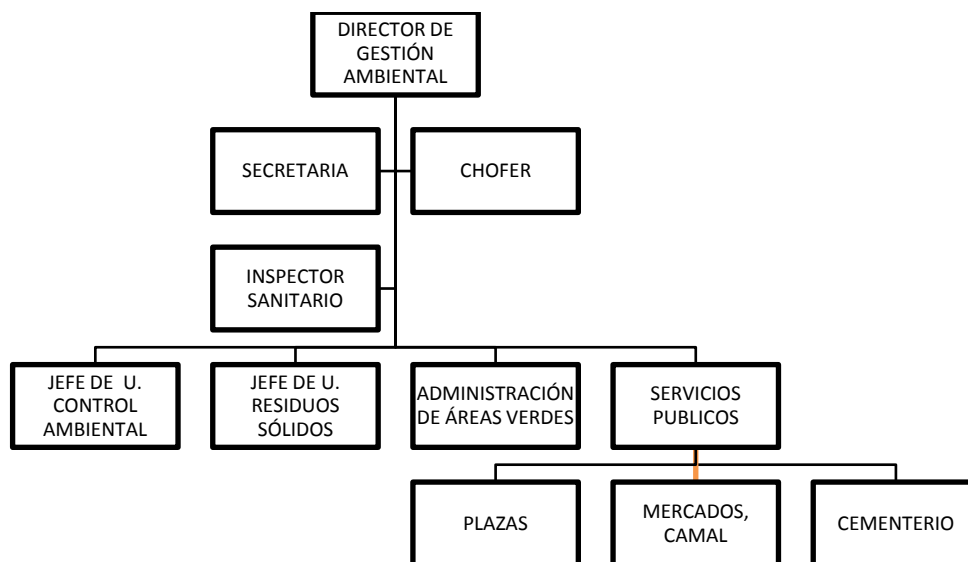 DIRECTOR DE
GESTIÓN
AMBIENTAL
SECRETARIA
CHOFER
INSPECTOR
SANITARIO
JEFE DE U.
CONTROL
AMBIENTAL
JEFE DE U.
RESIDUOS
SÓLIDOS
ADMINISTRACIÓN
DE ÁREAS VERDES
SERVICIOS
PUBLICOS
PLAZAS
MERCADOS,
CAMAL
CEMENTERIO